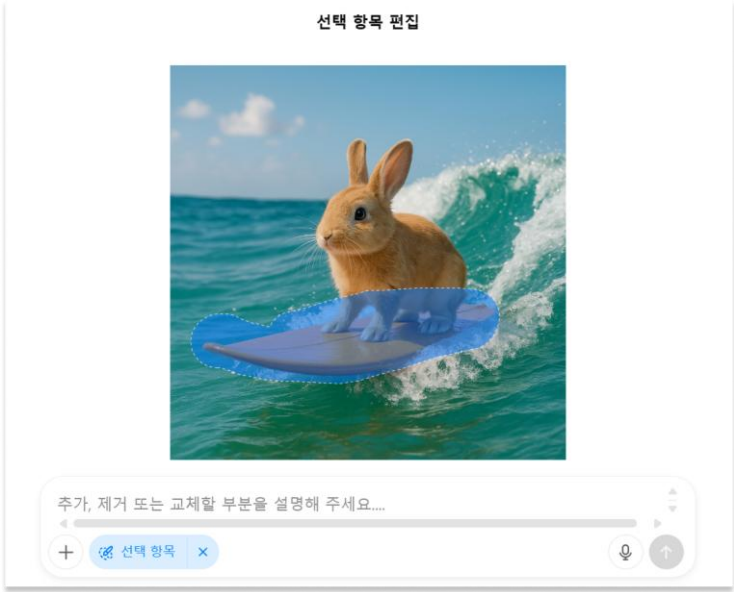 선택 항목 편집
추가, 제거 또는 교체할 부분을 설명해 주세요....
선택 항목